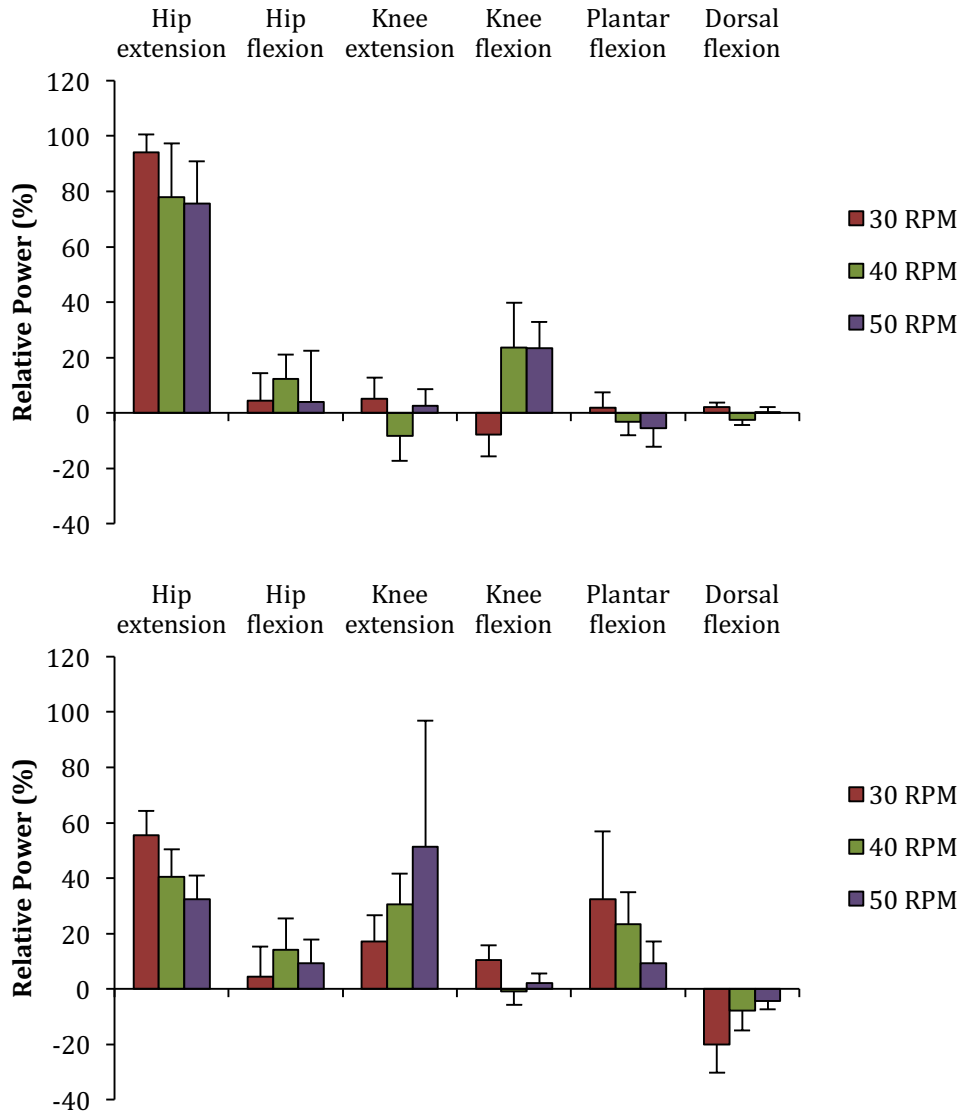 Hip Hip Knee Knee Plantar Dorsal
extension flexion extension flexion flexion flexion
120
100
80
60
40
20
0
-20
-40
Relative Power (%)
30 RPM
40 RPM
50 RPM
Hip Hip Knee Knee Plantar Dorsal
extension flexion extension flexion flexion flexion
120
100
80
60
40
20
0
-20
-40
Relative Power (%)
30 RPM
40 RPM
50 RPM